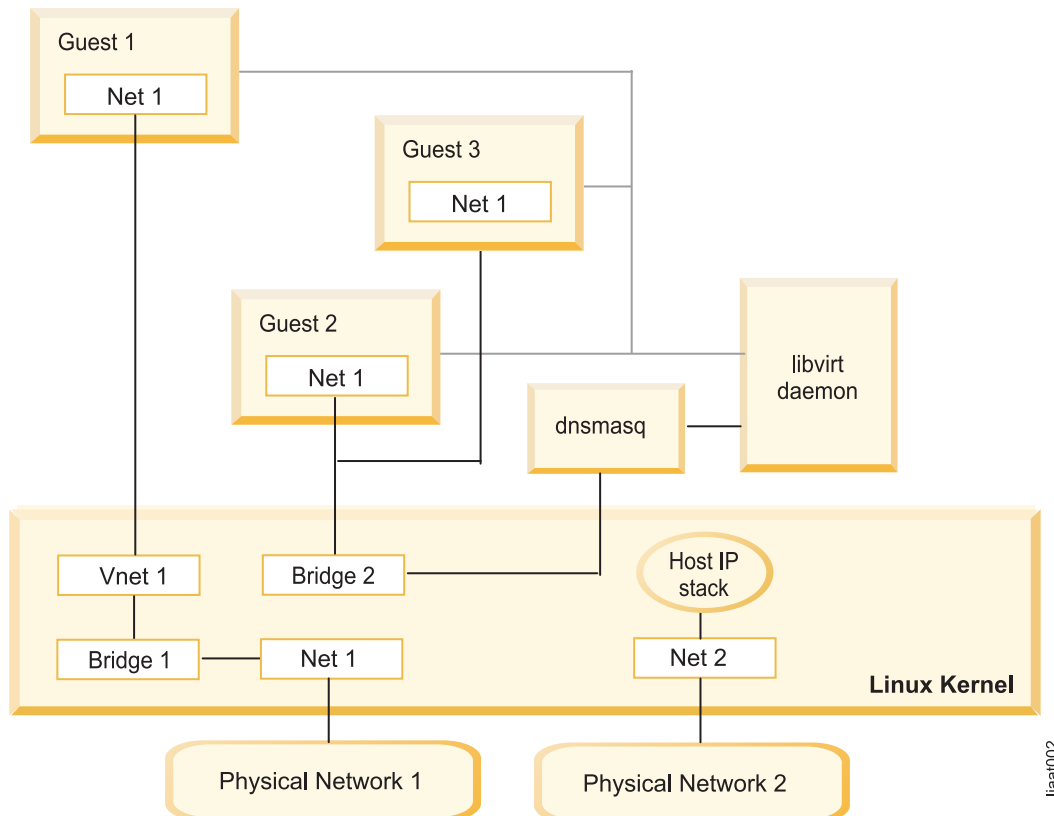 Guest 1
Net 1
Guest 3
Net 1
Guest 2
Net 1
libvirt
daemon
dnsmasq
Vnet 1
Bridge 2
Host IP
stack
Bridge 1
Net 1
Net 2
Linux Kernel
Physical Network 1
Physical Network 2